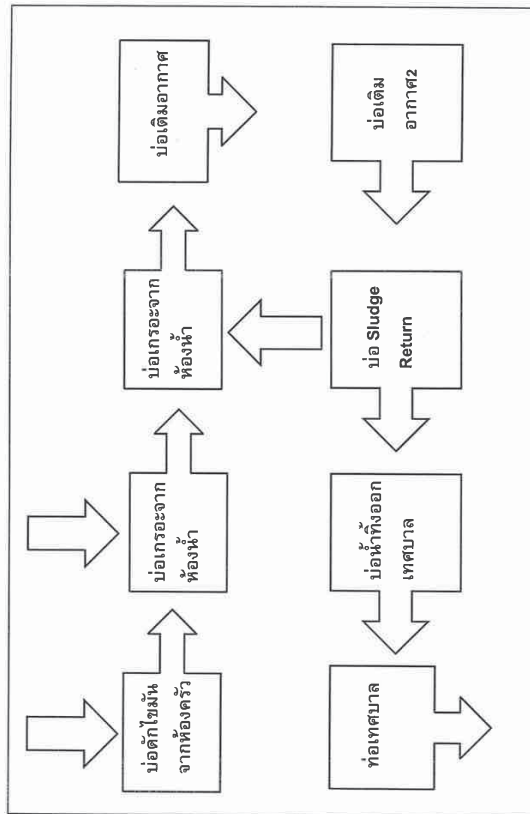 บ่อดักไขมัน
จากห้องครัว
บ่อเกรอะจาก
ห้องน้ำ
บ่อเกรอะจาก
ห้องน้ำ
บ่อเติมอากาศ
บ่อเติม
อากาศ2
บ่อ Sludge
Return
บ่อน้ำทิ้งออก
เทศบาล
ท่อเทศบาล